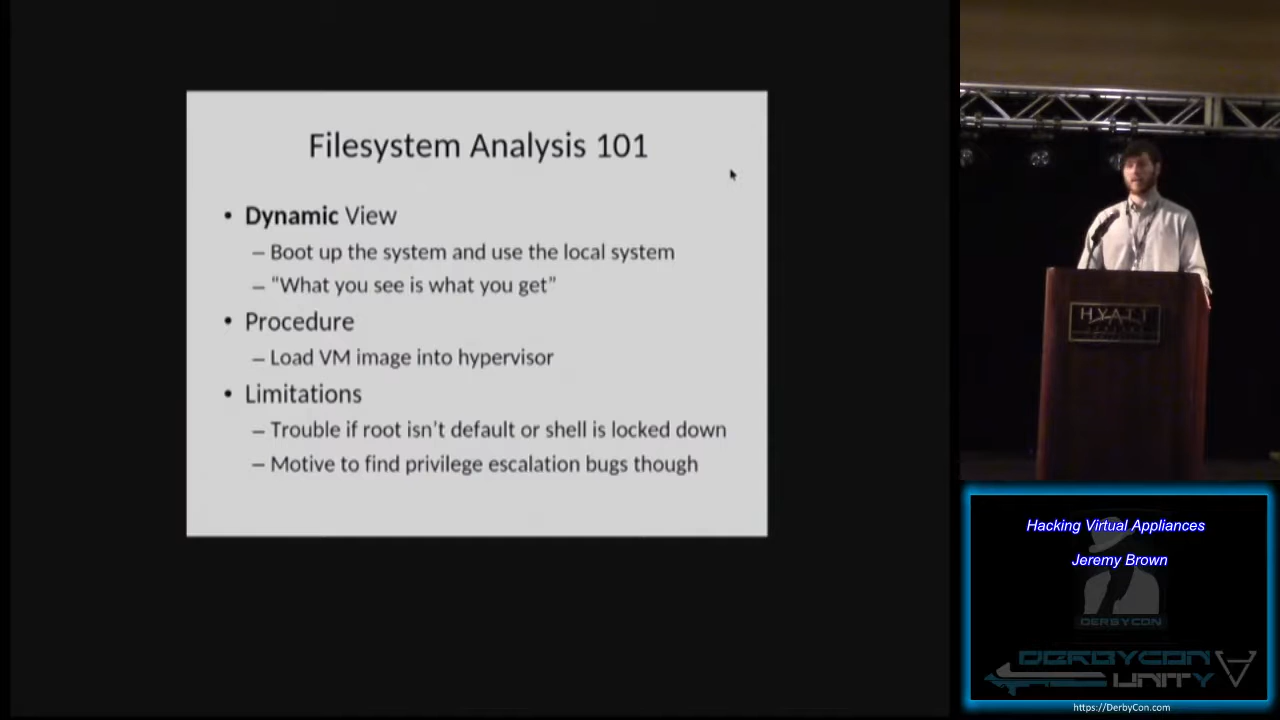 Filesystem Analysis 101
• Dynamic View
– Boot up the system and use the local system
– “What you see is what you get”
• Procedure
– Load VM image into hypervisor
• Limitations
– Trouble if root isn’t default or shell is locked down
– Motive to find privilege escalation bugs though
HYATT
Hacking Virtual Appliances
Jeremy Brown
DERBYCON
DERBYCON
UNITY
https://DerbyCon.com